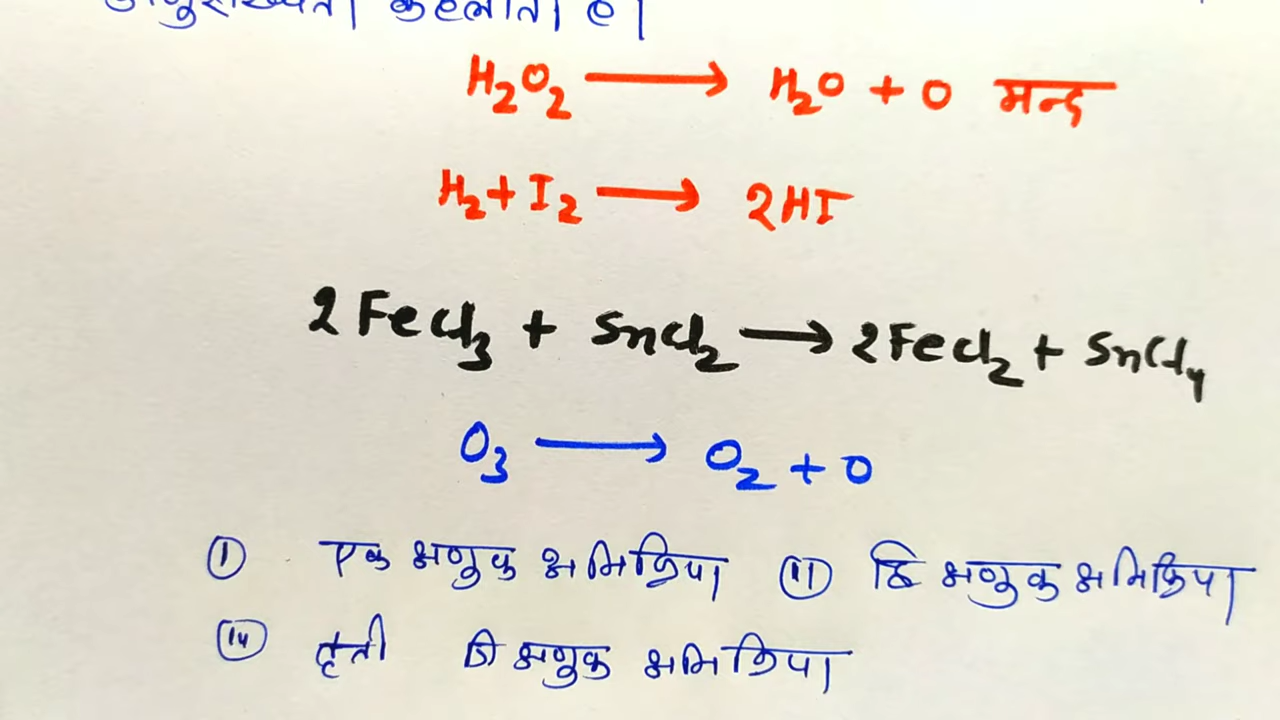 कहलाती है।
H₂O₂ ⟶ H₂O + O मन्द
H₂ + I₂ ⟶ 2HI
2FeCl₃ + SnCl₂ ⟶ 2FeCl₂ + SnCl₄
O₃ ⟶ O₂ + O
(I) एक अणुक अभिक्रिया (II) द्वि अणुक अभिक्रिया
त्रि अणुक अभिक्रिया